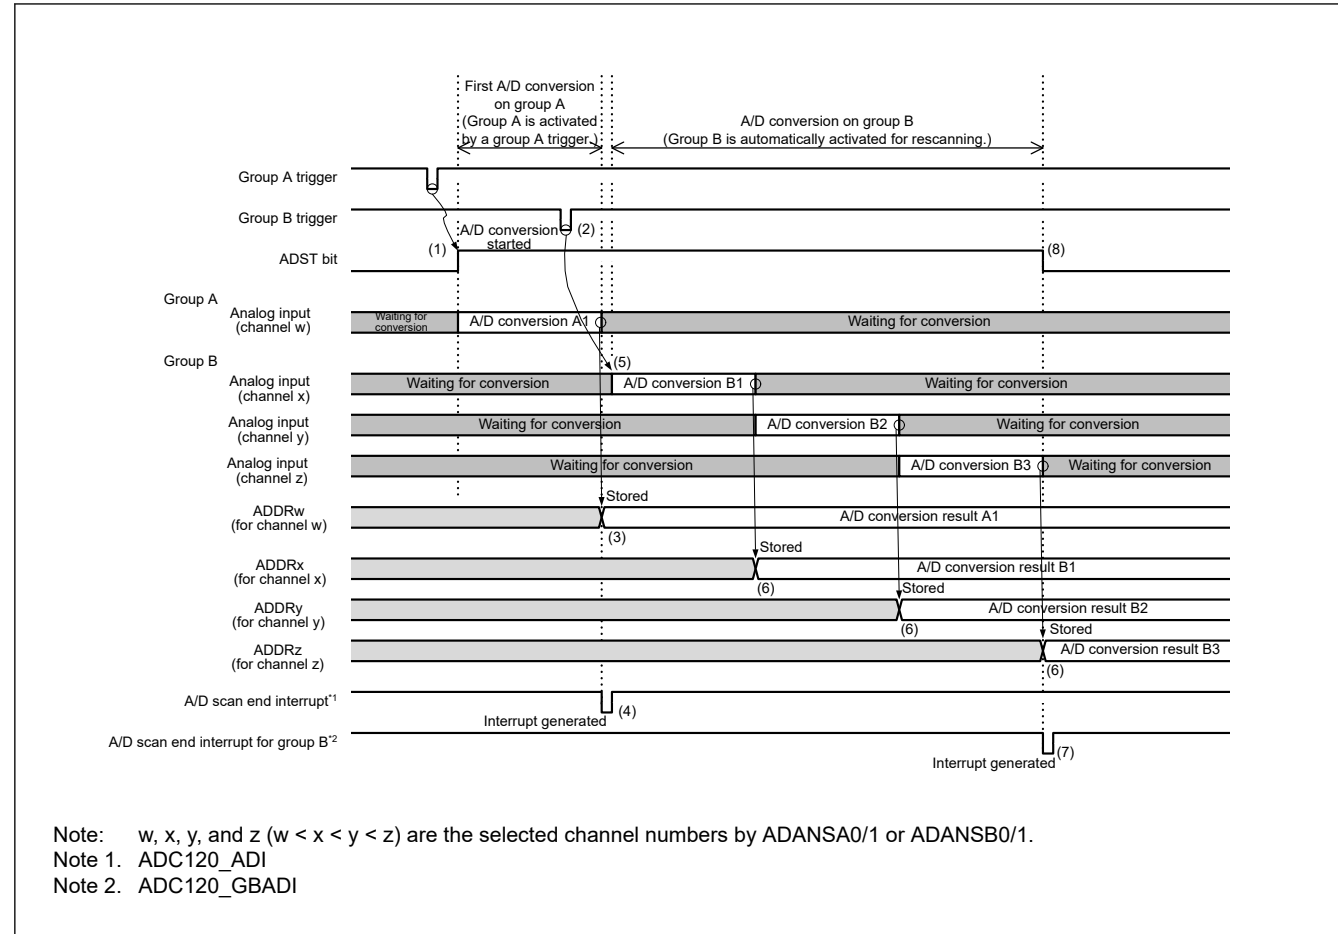 First A/D conversion
on group A
(Group A is activated
by a group A trigger.)
A/D conversion on group B
(Group B is automatically activated for rescanning.)
Group A trigger
Group B trigger
(2)
A/D conversion
started
(1)
(8)
ADST bit
Group A
Analog input
(channel w)
Waiting for
conversion
A/D conversion A1
Waiting for conversion
Group B
(5)
Analog input
(channel x)
Waiting for conversion
A/D conversion B1
Waiting for conversion
Analog input
(channel y)
Waiting for conversion
A/D conversion B2
Waiting for conversion
Analog input
(channel z)
Waiting for conversion
A/D conversion B3
Waiting for conversion
Stored
ADDRw
(for channel w)
A/D conversion result A1
(3)
Stored
ADDRx
(for channel x)
A/D conversion result B1
(6)
Stored
ADDRy
(for channel y)
A/D conversion result B2
(6)
Stored
ADDRz
(for channel z)
A/D conversion result B3
(6)
A/D scan end interrupt*1
(4)
Interrupt generated
A/D scan end interrupt for group B*2
(7)
Interrupt generated
Note: w, x, y, and z (w < x < y < z) are the selected channel numbers by ADANSA0/1 or ADANSB0/1.
Note 1. ADC120_ADI
Note 2. ADC120_GBADI